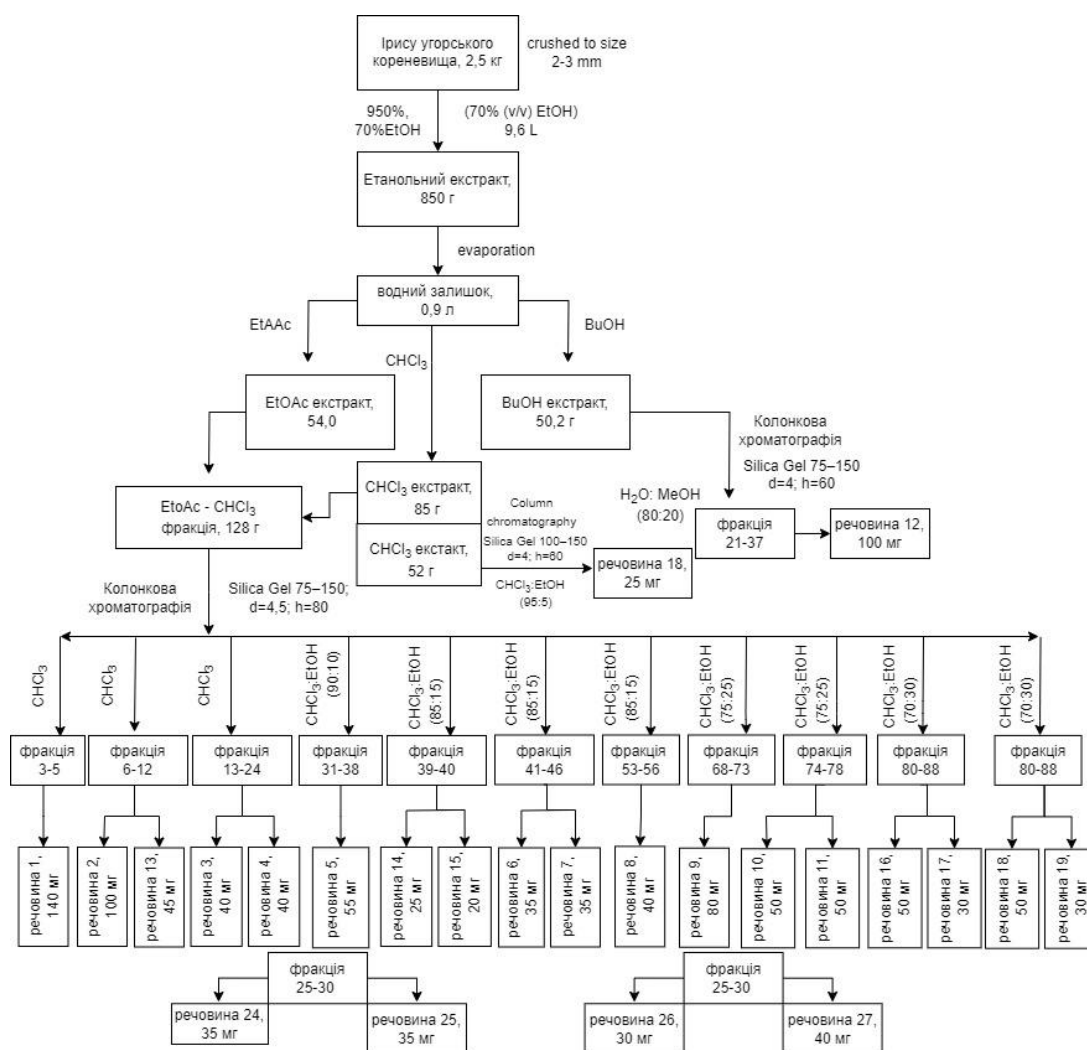 Ірису угорського
кореневища, 2,5 кг
crushed to size
2-3 mm
950%,
70%EtOH
(70% (v/v) EtOH)
9,6 L
Етанольний екстракт,
850 г
evaporation
водний залишок,
0,9 л
EtAAc
CHCl3
BuOH
EtOAc екстракт,
54,0
BuOH екстракт,
50,2 г
Колонкова
хроматографія
Silica Gel 75–150
d=4; h=60
H2O: MeOH
(80:20)
фракція
21-37
речовина 12,
100 мг
EtoAc - CHCl3
фракція, 128 г
CHCl3 екстракт,
85 г
CHCl3 екстакт,
52 г
Column
chromatography
Silica Gel 100–150
d=4; h=60
CHCl3:EtOH
(95:5)
речовина 18,
25 мг
Колонкова
хроматографія
Silica Gel 75–150;
d=4,5; h=80
CHCl3
CHCl3
CHCl3
CHCl3:EtOH
(90:10)
CHCl3:EtOH
(85:15)
CHCl3:EtOH
(85:15)
CHCl3:EtOH
(85:15)
CHCl3:EtOH
(75:25)
CHCl3:EtOH
(75:25)
CHCl3:EtOH
(70:30)
CHCl3:EtOH
(70:30)
фракція
3-5
фракція
6-12
фракція
13-24
фракція
31-38
фракція
39-40
фракція
41-46
фракція
53-56
фракція
68-73
фракція
74-78
фракція
80-88
фракція
80-88
речовина 1,
140 мг
речовина 2,
100 мг
речовина 13,
45 мг
речовина 3,
40 мг
речовина 4,
40 мг
речовина 5,
55 мг
речовина 14,
25 мг
речовина 15,
20 мг
речовина 6,
35 мг
речовина 7,
35 мг
речовина 8,
40 мг
речовина 9,
80 мг
речовина 10,
50 мг
речовина 11,
50 мг
речовина 16,
50 мг
речовина 17,
30 мг
речовина 18,
50 мг
речовина 19,
30 мг
фракція
25-30
речовина 24,
35 мг
речовина 25,
35 мг
фракція
25-30
речовина 26,
30 мг
речовина 27,
40 мг